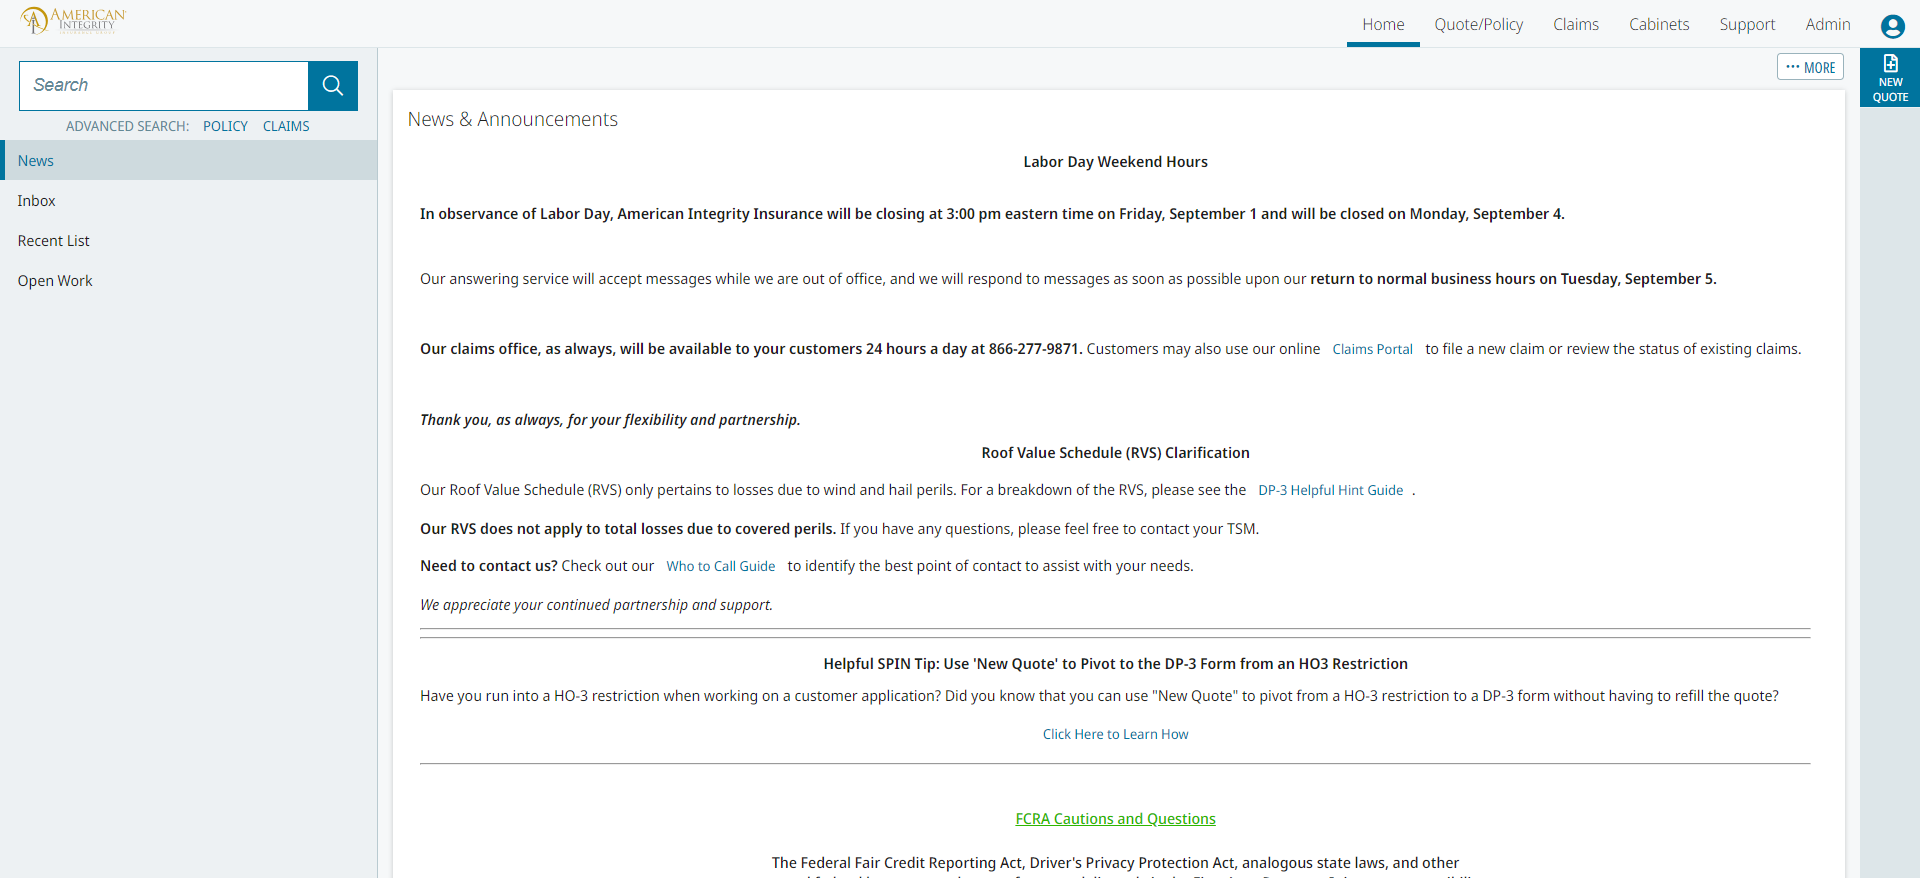 AMERICAN
INTEGRITY
Home Quote/Policy Claims Cabinets Support Admin
Search
ADVANCED SEARCH: POLICY CLAIMS
News
Inbox
Recent List
Open Work
··· MORE
NEW
QUOTE
News & Announcements
Labor Day Weekend Hours
In observance of Labor Day, American Integrity Insurance will be closing at 3:00 pm eastern time on Friday, September 1 and will be closed on Monday, September 4.
Our answering service will accept messages while we are out of office, and we will respond to messages as soon as possible upon our return to normal business hours on Tuesday, September 5.
Our claims office, as always, will be available to your customers 24 hours a day at 866-277-9871. Customers may also use our online Claims Portal to file a new claim or review the status of existing claims.
Thank you, as always, for your flexibility and partnership.
Roof Value Schedule (RVS) Clarification
Our Roof Value Schedule (RVS) only pertains to losses due to wind and hail perils. For a breakdown of the RVS, please see the DP-3 Helpful Hint Guide .
Our RVS does not apply to total losses due to covered perils. If you have any questions, please feel free to contact your TSM.
Need to contact us? Check out our Who to Call Guide to identify the best point of contact to assist with your needs.
We appreciate your continued partnership and support.
Helpful SPIN Tip: Use 'New Quote' to Pivot to the DP-3 Form from an HO3 Restriction
Have you run into a HO-3 restriction when working on a customer application? Did you know that you can use "New Quote" to pivot from a HO-3 restriction to a DP-3 form without having to refill the quote?
Click Here to Learn How
FCRA Cautions and Questions
The Federal Fair Credit Reporting Act, Driver's Privacy Protection Act, analogous state laws, and other